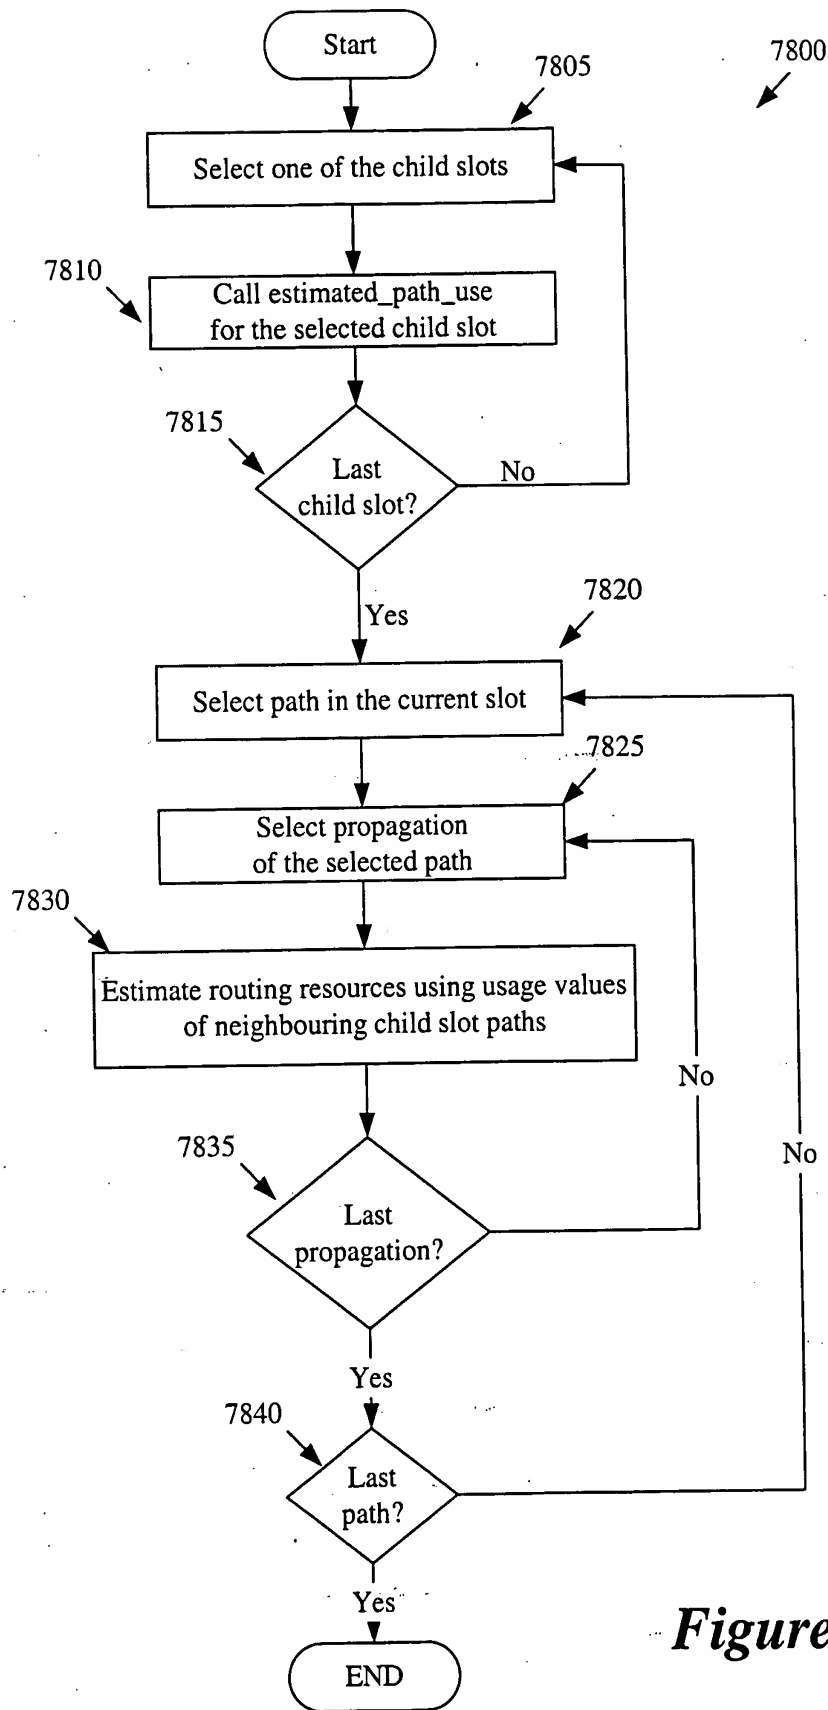 Start
7805
7800
Select one of the child slots
7810
Call estimated_path_use
for the selected child slot
7815
Last
child slot?
No
Yes
7820
Select path in the current slot
7825
Select propagation
of the selected path
7830
Estimate routing resources using usage values
of neighbouring child slot paths
No
7835
No
Last
propagation?
Yes
7840
Last
path?
Yes
Figure
END